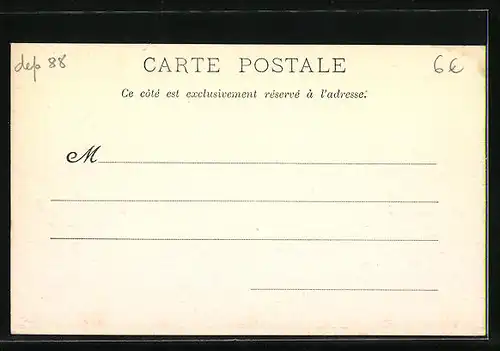 dep 88 CARTE POSTALE 6€
Ce côté est exclusivement réservé à l'adresse.
M